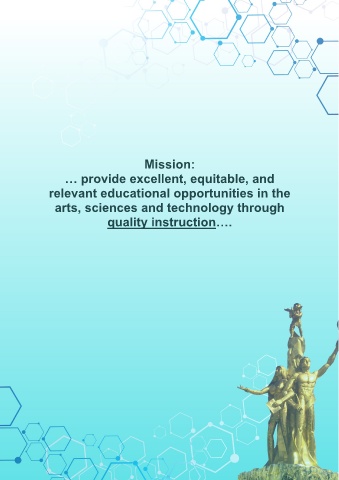 Mission:
… provide excellent, equitable, and
relevant educational opportunities in the
arts, sciences and technology through
quality instruction….